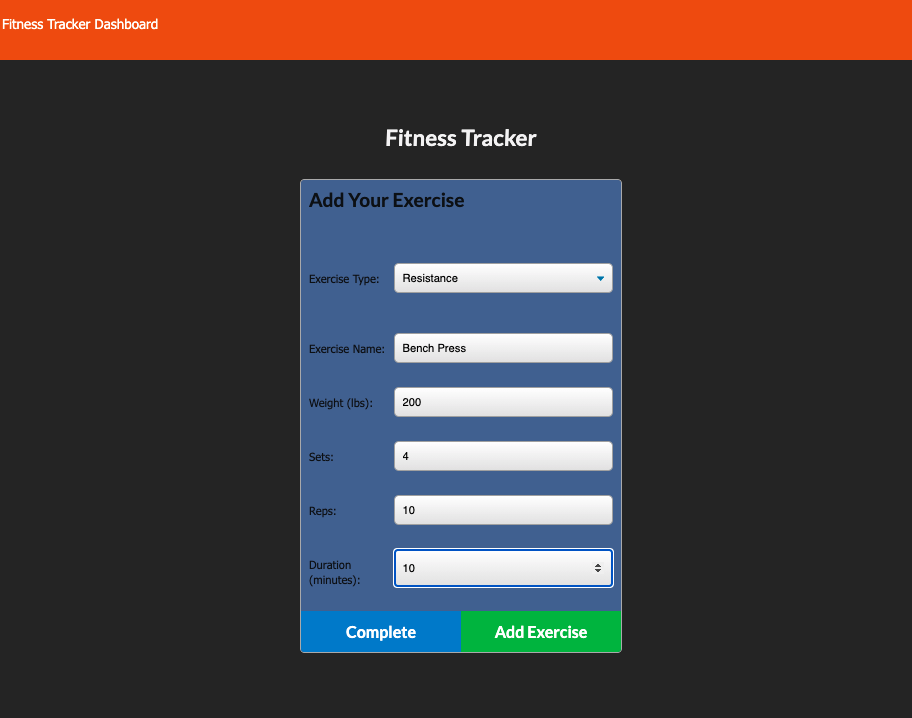 Fitness Tracker Dashboard
Fitness Tracker
Add Your Exercise
Exercise Type: Resistance
Exercise Name: Bench Press
Weight (lbs): 200
Sets: 4
Reps: 10
Duration
(minutes): 10
Complete Add Exercise